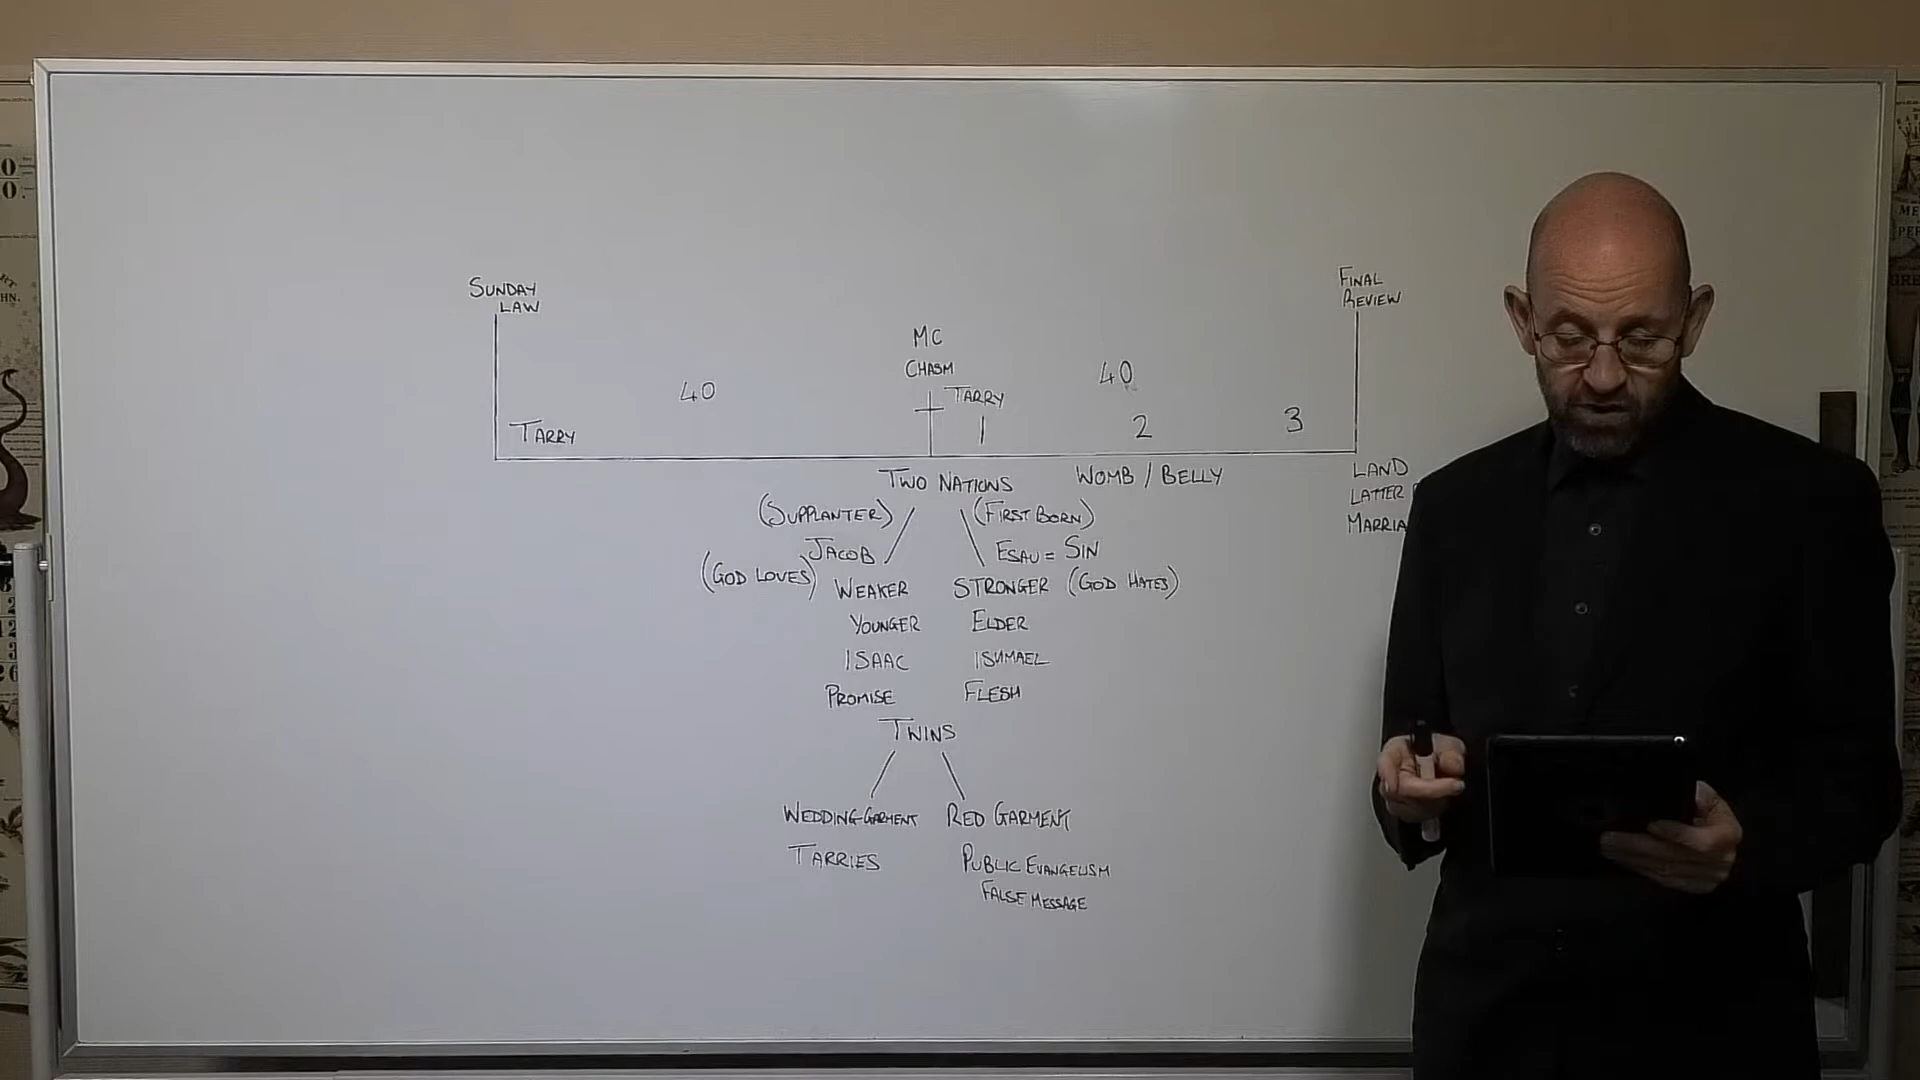 SUNDAY
LAW
FINAL
REVIEW
MC
CHASM
40
TARRY
40
TARRY
1
2
3
TWO NATIONS
WOMB / BELLY
LAND
LATTER
(SUPPLANTER)
(FIRST BORN)
JACOB
ESAU = SIN
(GOD LOVES)
WEAKER
STRONGER (GOD HATES)
YOUNGER
ELDER
ISAAC
ISHMAEL
PROMISE
FLESH
TWINS
WEDDING GARMENT
RED GARMENT
TARRIES
PUBLIC EVANGELISM
FALSE MESSAGE